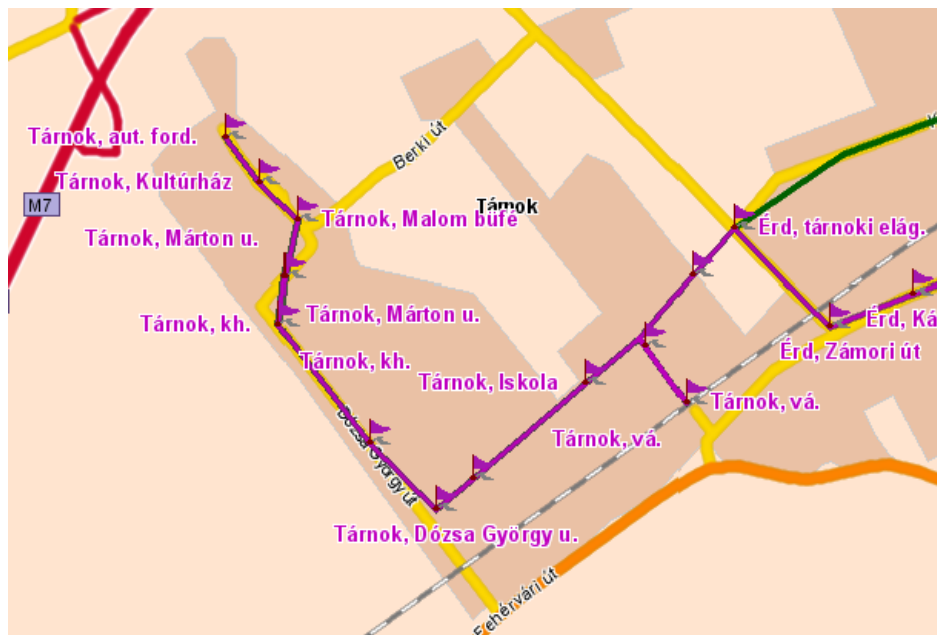 Tárnok, aut. ford.
Berki út
Tárnok, Kultúrház
M7
Tárnok
Tárnok, Malom büfé
Érd, tárnoki elág.
Tárnok, Márton u.
Tárnok, Márton u.
Tárnok, kh.
Érd, Ká
Érd, Zámori út
Tárnok, kh.
Tárnok, Iskola
Tárnok, vá.
Tárnok, vá.
Dózsa György út
Tárnok, Dózsa György u.
Fehérvári út